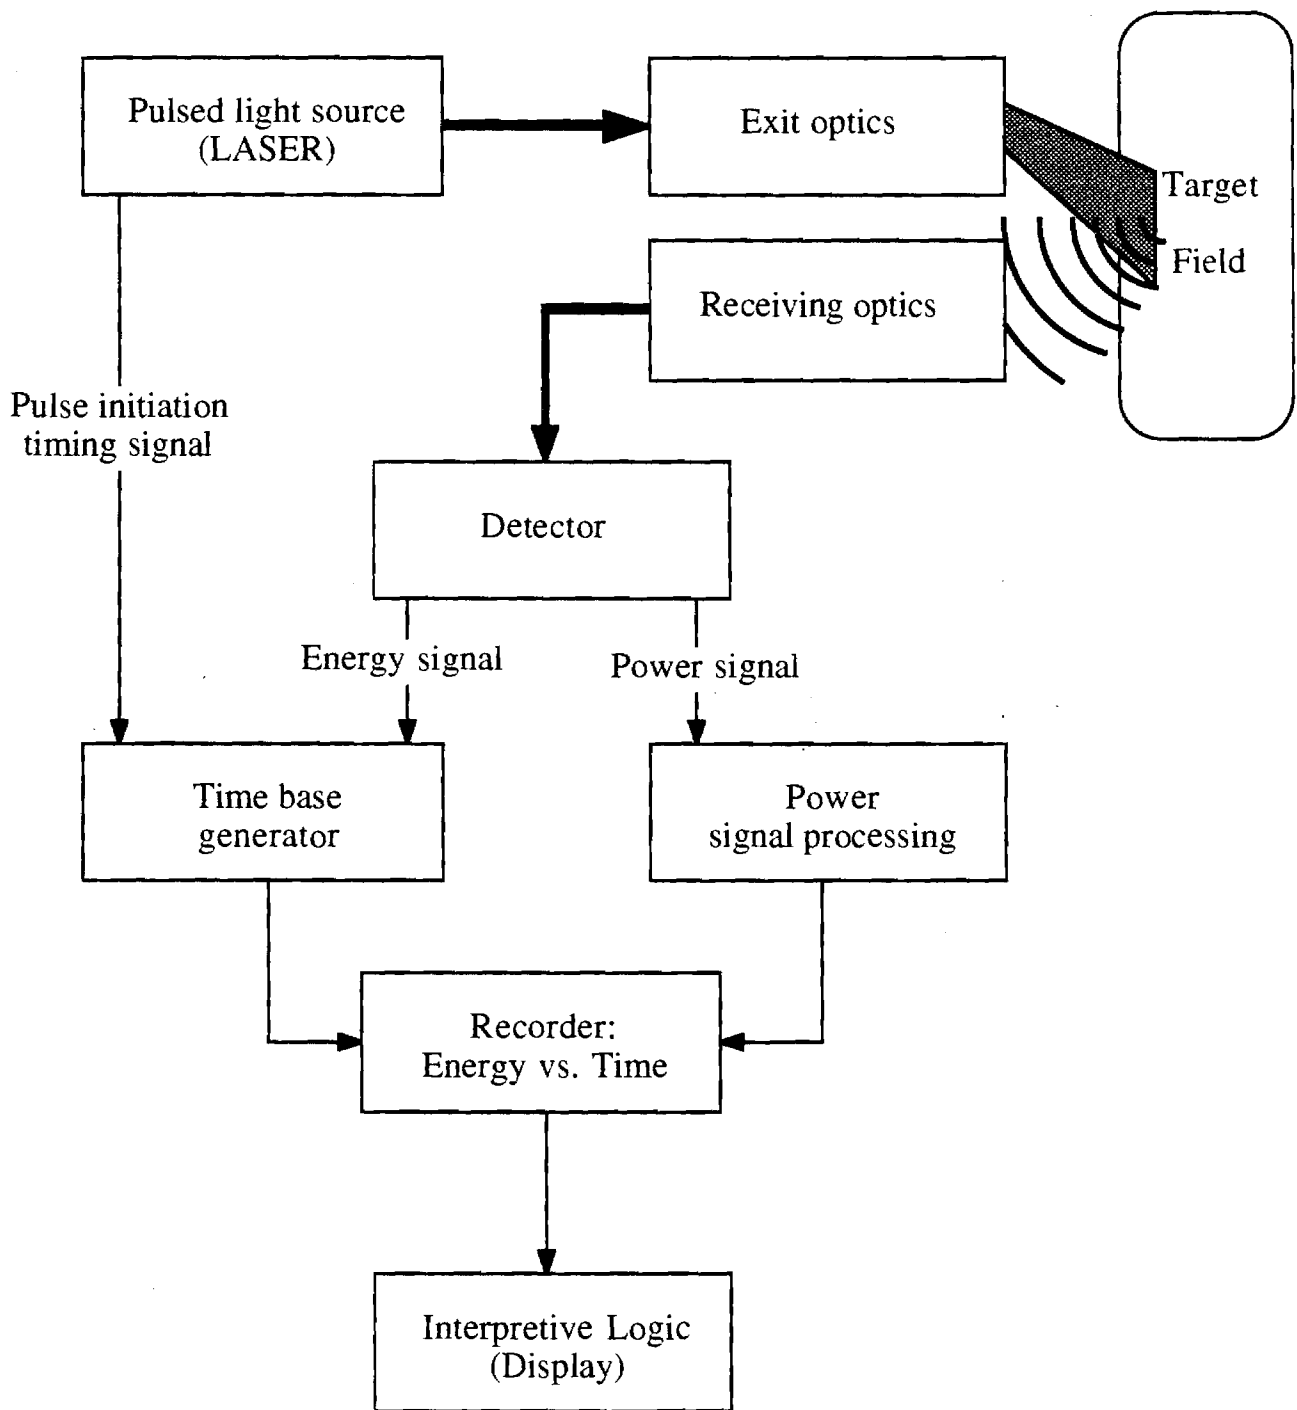 Pulsed light source
(LASER)
Exit optics
Target
Field
Receiving optics
Pulse initiation
timing signal
Detector
Energy signal
Power signal
Time base
generator
Power
signal processing
Recorder:
Energy vs. Time
Interpretive Logic
(Display)